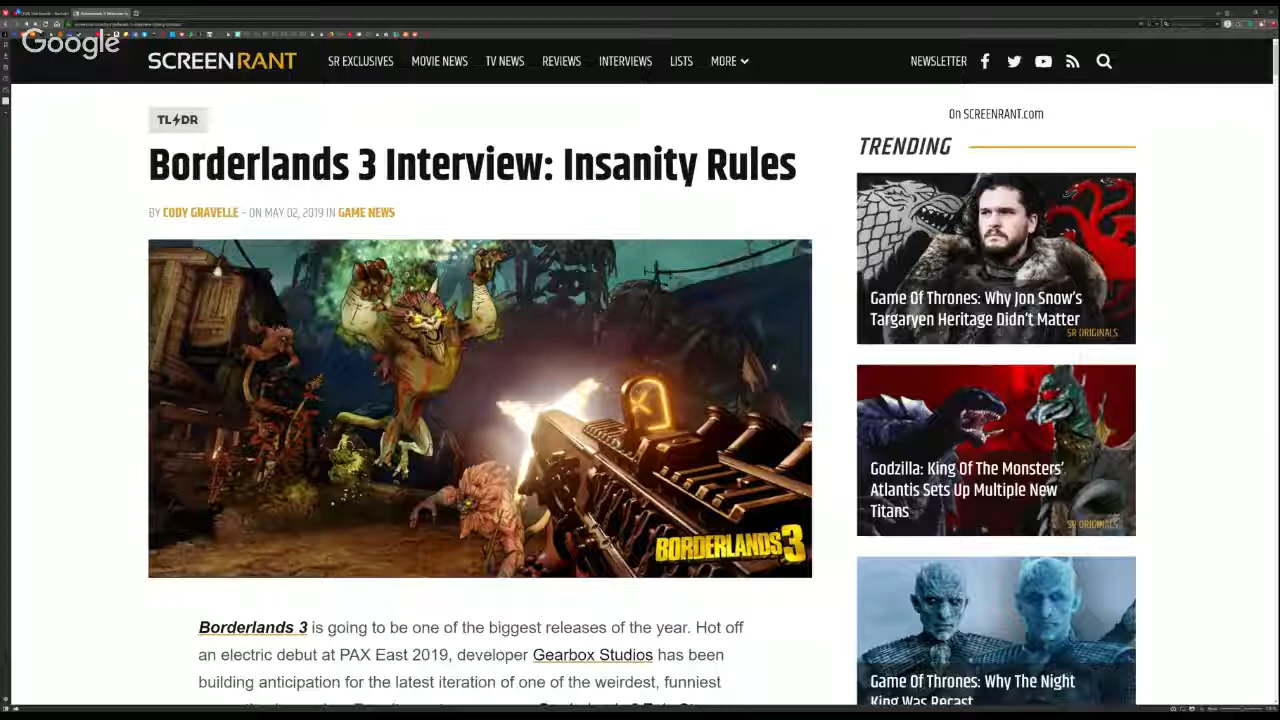 Google
SCREENRANT
SR EXCLUSIVES MOVIE NEWS TV NEWS REVIEWS INTERVIEWS LISTS MORE
NEWSLETTER
TL DR
Borderlands 3 Interview: Insanity Rules
BY CODY GRAVELLE - ON MAY 02, 2019 IN GAME NEWS
BORDERLANDS 3
Borderlands 3 is going to be one of the biggest releases of the year. Hot off
an electric debut at PAX East 2019, developer Gearbox Studios has been
building anticipation for the latest iteration of one of the weirdest, funniest
On SCREENRANT.com
TRENDING
Game Of Thrones: Why Jon Snow's
Targaryen Heritage Didn't Matter
SR ORIGINALS
Godzilla: King Of The Monsters'
Atlantis Sets Up Multiple New
Titans
SR ORIGINALS
Game Of Thrones: Why The Night
King Was Recast